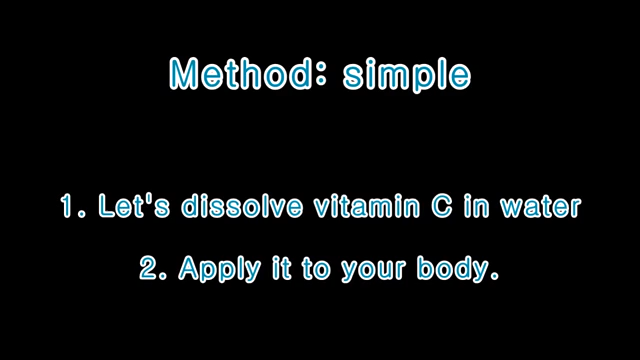 Method: simple
1. Let's dissolve vitamin C in water
2. Apply it to your body.